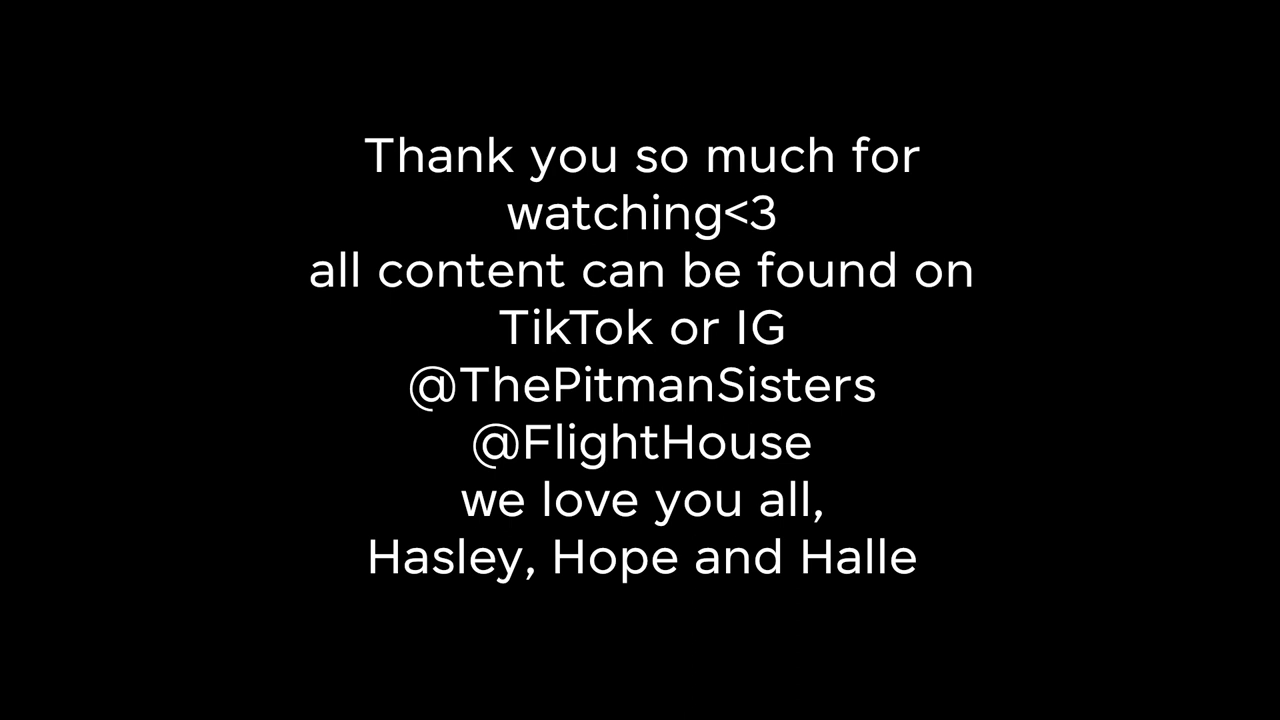 Thank you so much for
watching<3
all content can be found on
TikTok or IG
@ThePitmanSisters
@FlightHouse
we love you all,
Hasley, Hope and Halle